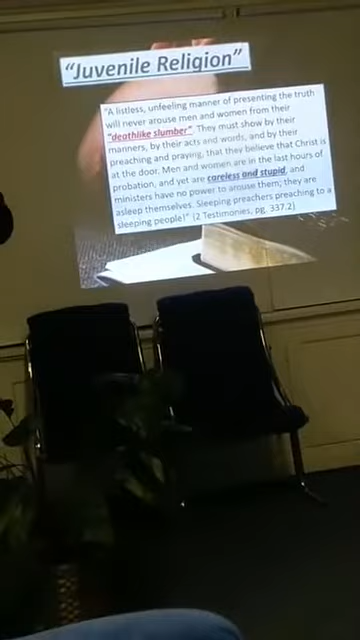 "Juvenile Religion"
"A listless, unfeeling manner of presenting the truth
will never arouse men and women from their
"deathlike slumber". They must show by their
manners, by their acts and words, and by their
preaching and praying, that they believe that Christ is
at the door. Men and women are in the last hours of
probation, and yet are careless and stupid, and
ministers have no power to arouse them; they are
asleep themselves. Sleeping preachers preaching to a
sleeping people!" (2 Testimonies, pg. 337.2)